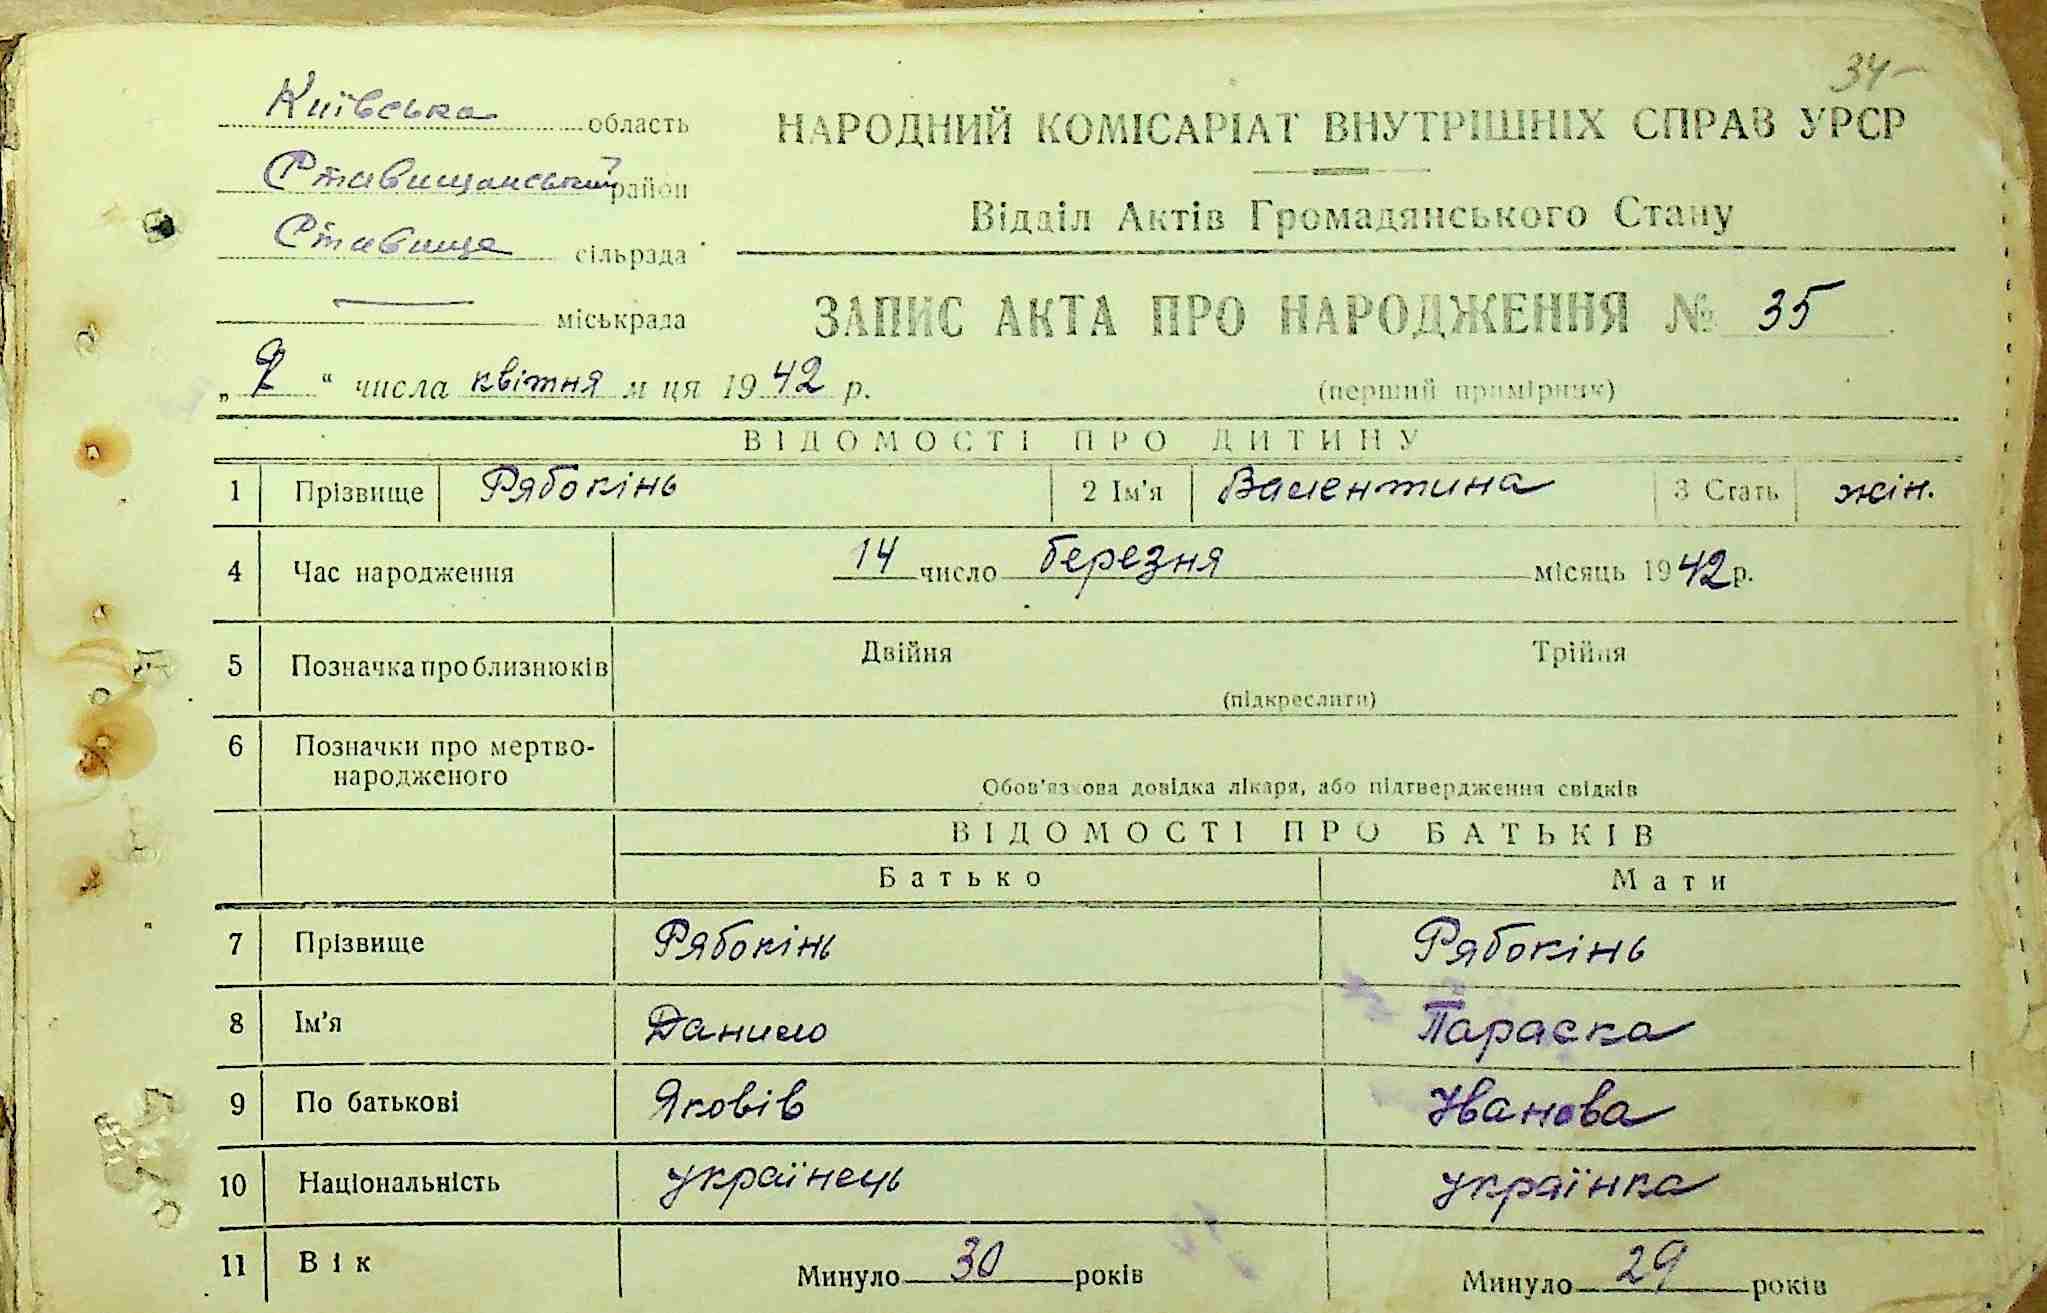 34
Київська область
НАРОДНИЙ КОМІСАРІАТ ВНУТРІШНІХ СПРАВ УРСР
Ставищанський район
Відділ Актів Громадянського Стану
Ставище сільрада
міськрада
ЗАПИС АКТА ПРО НАРОДЖЕННЯ № 35
„ “ числа квітня м ця 1942 р.
(перший примірник)
ВІДОМОСТІ ПРО ДИТИНУ
1 Прізвище Рябокінь 2 Ім'я Валентина 3 Стать жін.
4 Час народження 14 число березня місяць 1942 р.
5 Позначка про близнюків Двійня Трійня
(підкреслити)
6 Позначки про мертво-
народженого
Обов'язкова довідка лікаря, або підтвердження свідків
ВІДОМОСТІ ПРО БАТЬКІВ
Батько Мати
7 Прізвище Рябокінь Рябокінь
8 Ім'я Данило Параска
9 По батькові Яковів Іванова
10 Національність українець українка
11 Вік Минуло 30 років Минуло 29 років